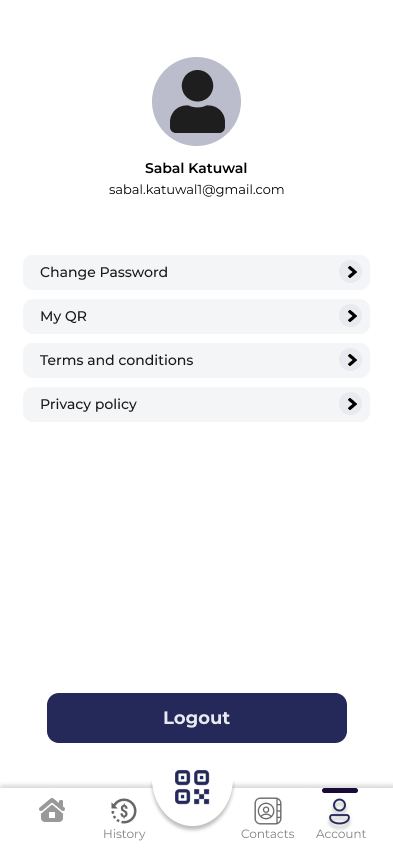 Sabal Katuwal
sabal.katuwal1@gmail.com
Change Password
My QR
Terms and conditions
Privacy policy
Logout
History
Contacts
Account